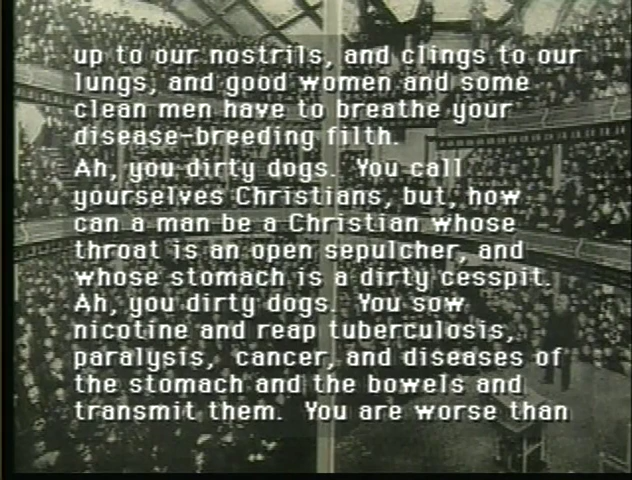 up to our nostrils, and clings to our
lungs, and good women and some
clean men have to breathe your
disease-breeding filth.
Ah, you dirty dogs.  You call
yourselves Christians, but, how
can a man be a Christian whose
throat is an open sepulcher, and
whose stomach is a dirty cesspit.
Ah, you dirty dogs.  You sow
nicotine and reap tuberculosis,
paralysis,  cancer, and diseases of
the stomach and the bowels and
transmit them.  You are worse than